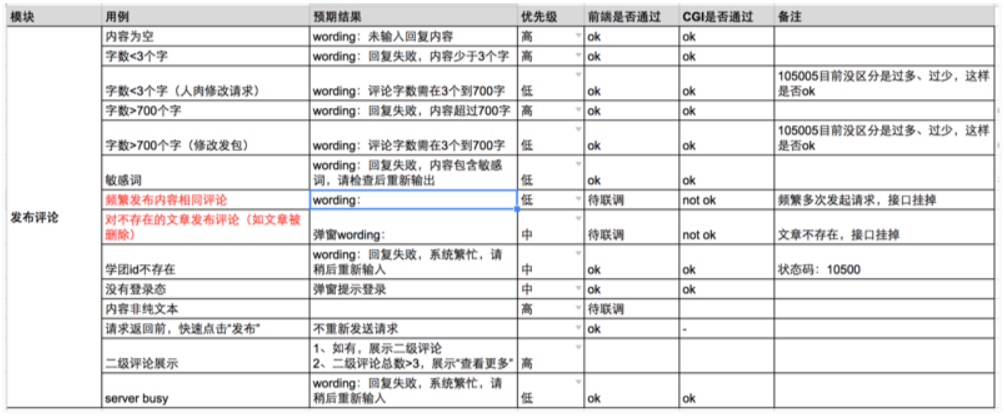 模块 用例 预期结果 优先级 前端是否通过 CGI是否通过 备注
发布评论
内容为空 wording：未输入回复内容 高 ok ok
字数<3个字 wording：回复失败，内容少于3个字 高 ok ok
字数<3个字（人肉修改请求） wording：评论字数需在3个到700字 低 ok ok 105005目前没区分是过多、过少，这样
是否ok
字数>700个字 wording：回复失败，内容超过700字 高 ok ok
字数>700个字（修改发包） wording：评论字数需在3个到700字 低 ok ok 105005目前没区分是过多、过少，这样
是否ok
敏感词 wording：回复失败，内容包含敏感
词，请检查后重新输出 低 ok ok
频繁发布内容相同评论 wording： 低 待联调 not ok 频繁多次发起请求，接口挂掉
对不存在的文章发布评论（如文章被
删除） 弹窗wording： 中 待联调 not ok 文章不存在，接口挂掉
学团id不存在 wording：回复失败，系统繁忙，请
稍后重新输入 中 ok ok 状态码：10500
没有登录态 弹窗提示登录 中 ok ok
内容非纯文本 高 待联调
请求返回前，快速点击“发布” 不重新发送请求 ok -
二级评论展示 1、如有，展示二级评论
2、二级评论总数>3，展示“查看更多” 高
server busy wording：回复失败，系统繁忙，请
稍后重新输入 低 ok ok